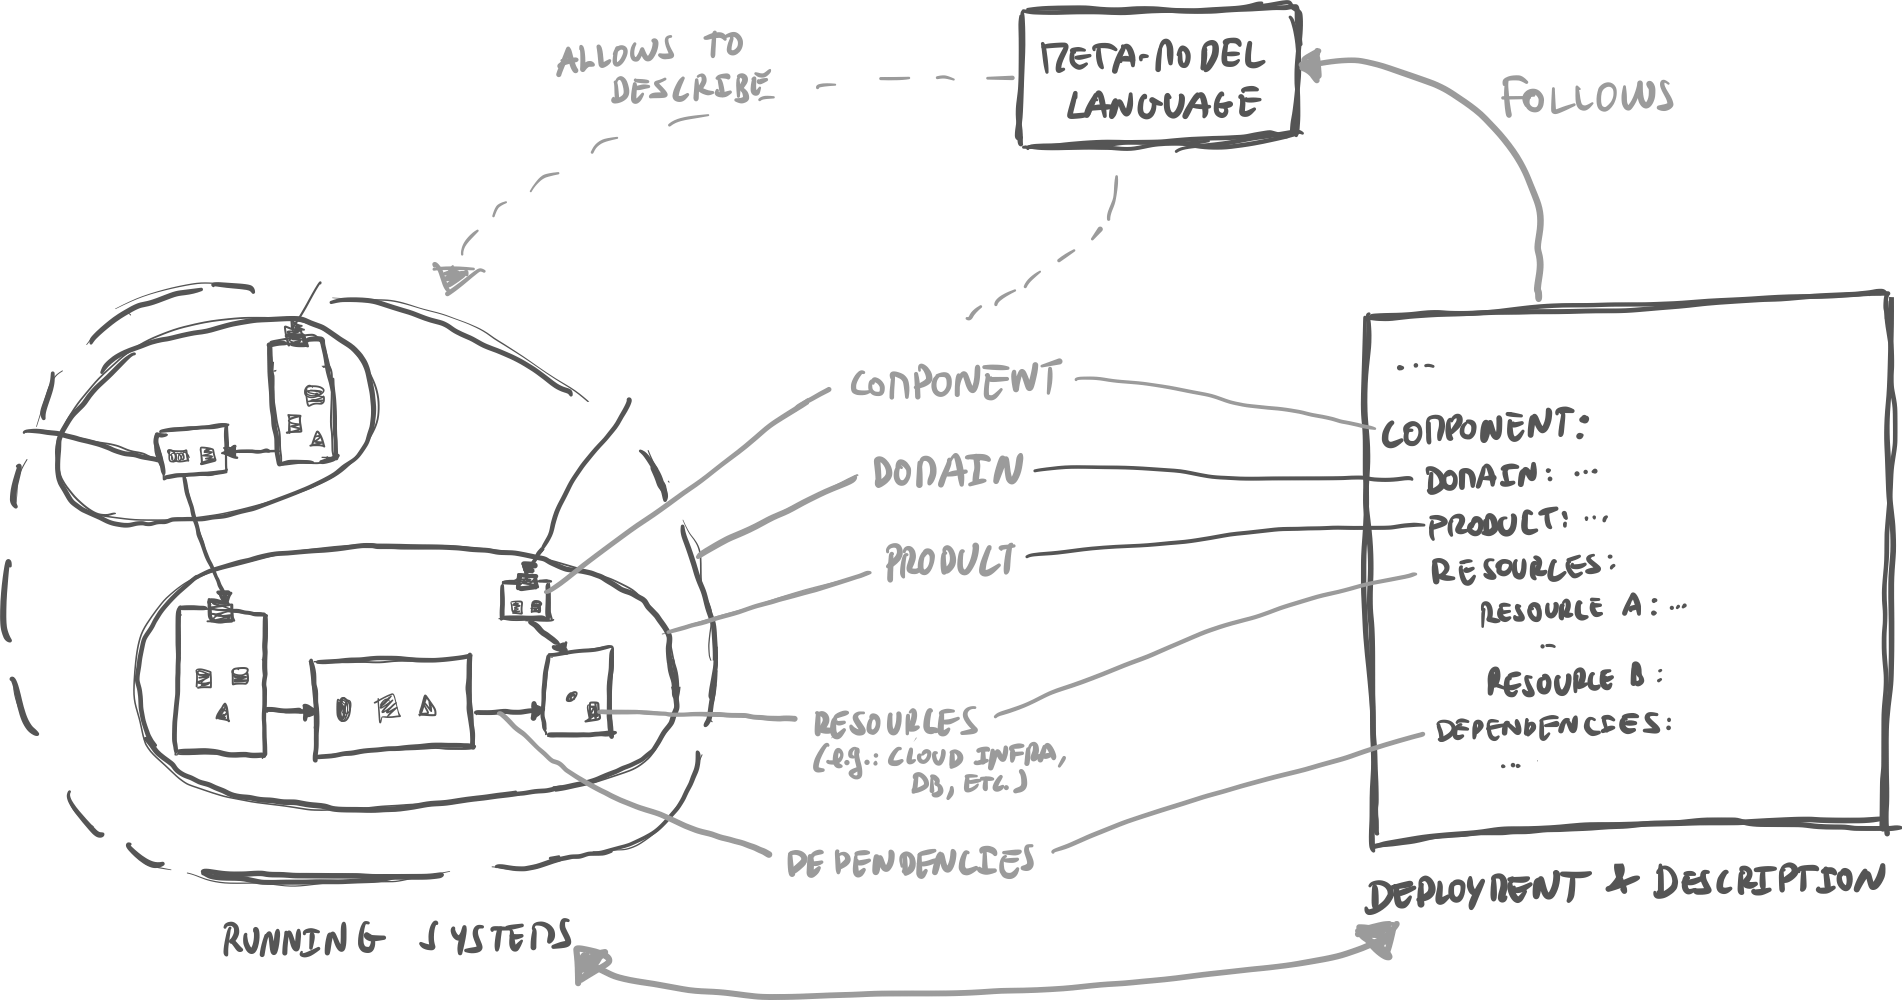 ALLOWS TO
DESCRIBE
META-MODEL
LANGUAGE
FOLLOWS
COMPONENT
DOMAIN
PRODUCT
RESOURCES
(e.g.: CLOUD INFRA,
DB, ETC.)
DEPENDENCIES
...
COMPONENT:
DOMAIN: ...
PRODUCT: ...
RESOURCES:
RESOURCE A: ...
..
RESOURCE B:
DEPENDENCIES:
...
RUNNING SYSTEMS
DEPLOYMENT & DESCRIPTION